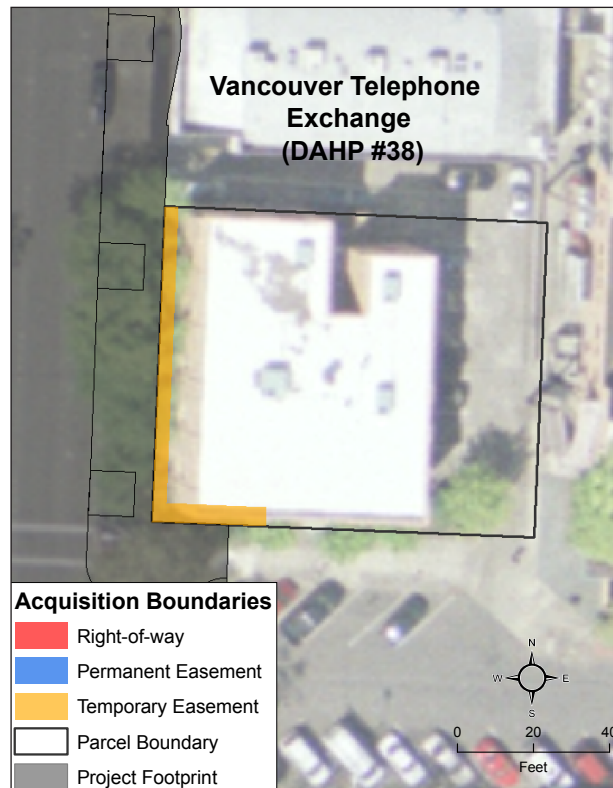 Vancouver Telephone
Exchange
(DAHP #38)
Acquisition Boundaries
Right-of-way
Permanent Easement
Temporary Easement
Parcel Boundary
Project Footprint
N
W E
S
0 20 40
Feet